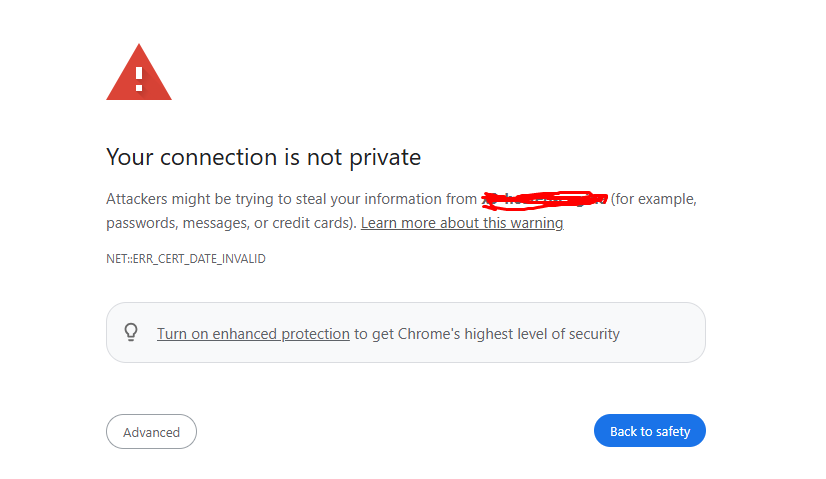 Your connection is not private
Attackers might be trying to steal your information from (for example,
passwords, messages, or credit cards). Learn more about this warning
NET::ERR_CERT_DATE_INVALID
Turn on enhanced protection to get Chrome's highest level of security
Advanced
Back to safety